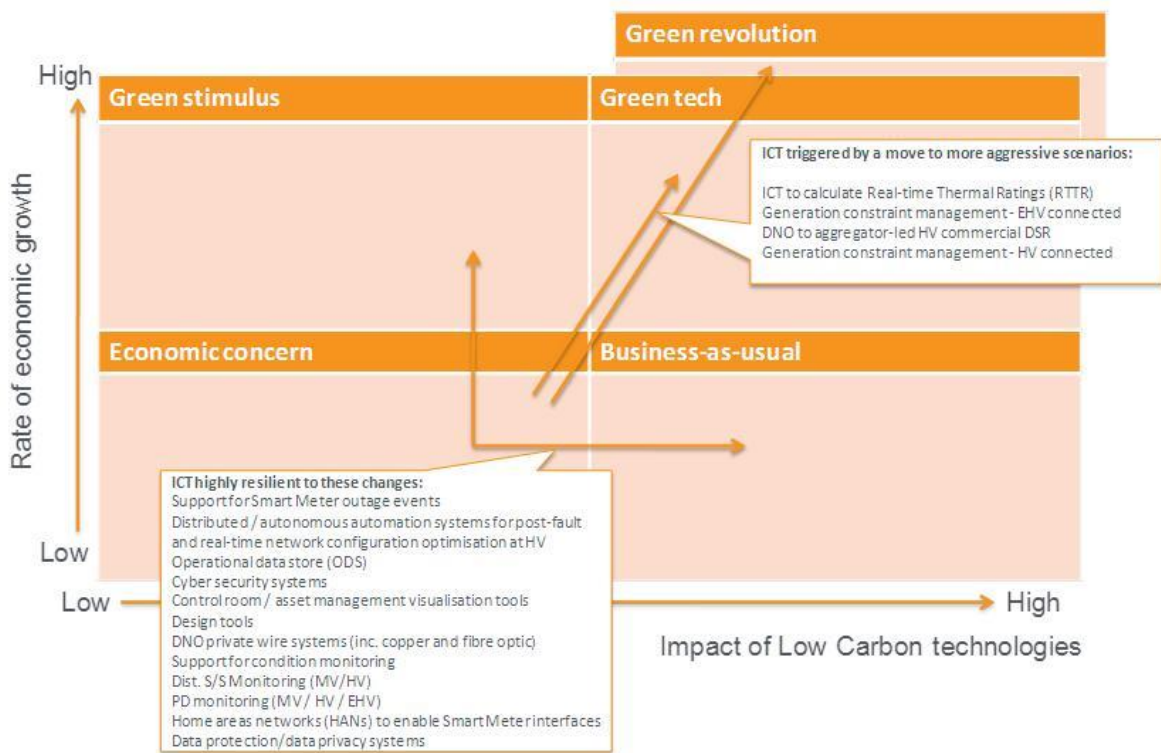 Green revolution
High
Green stimulus
Green tech
ICT triggered by a move to more aggressive scenarios:
ICT to calculate Real-time Thermal Ratings (RTTR)
Generation constraint management - EHV connected
DNO to aggregator-led HV commercial DSR
Generation constraint management - HV connected
Rate of economic growth
Economic concern
Business-as-usual
ICT highly resilient to these changes:
Support for Smart Meter outage events
Distributed / autonomous automation systems for post-fault
and real-time network configuration optimisation at HV
Operational data store (ODS)
Cyber security systems
Control room / asset management visualisation tools
Design tools
DNO private wire systems (inc. copper and fibre optic)
Support for condition monitoring
Dist. S/S Monitoring (MV/HV)
PD monitoring (MV / HV / EHV)
Home areas networks (HANs) to enable Smart Meter interfaces
Data protection/data privacy systems
Low
Low
High
Impact of Low Carbon technologies